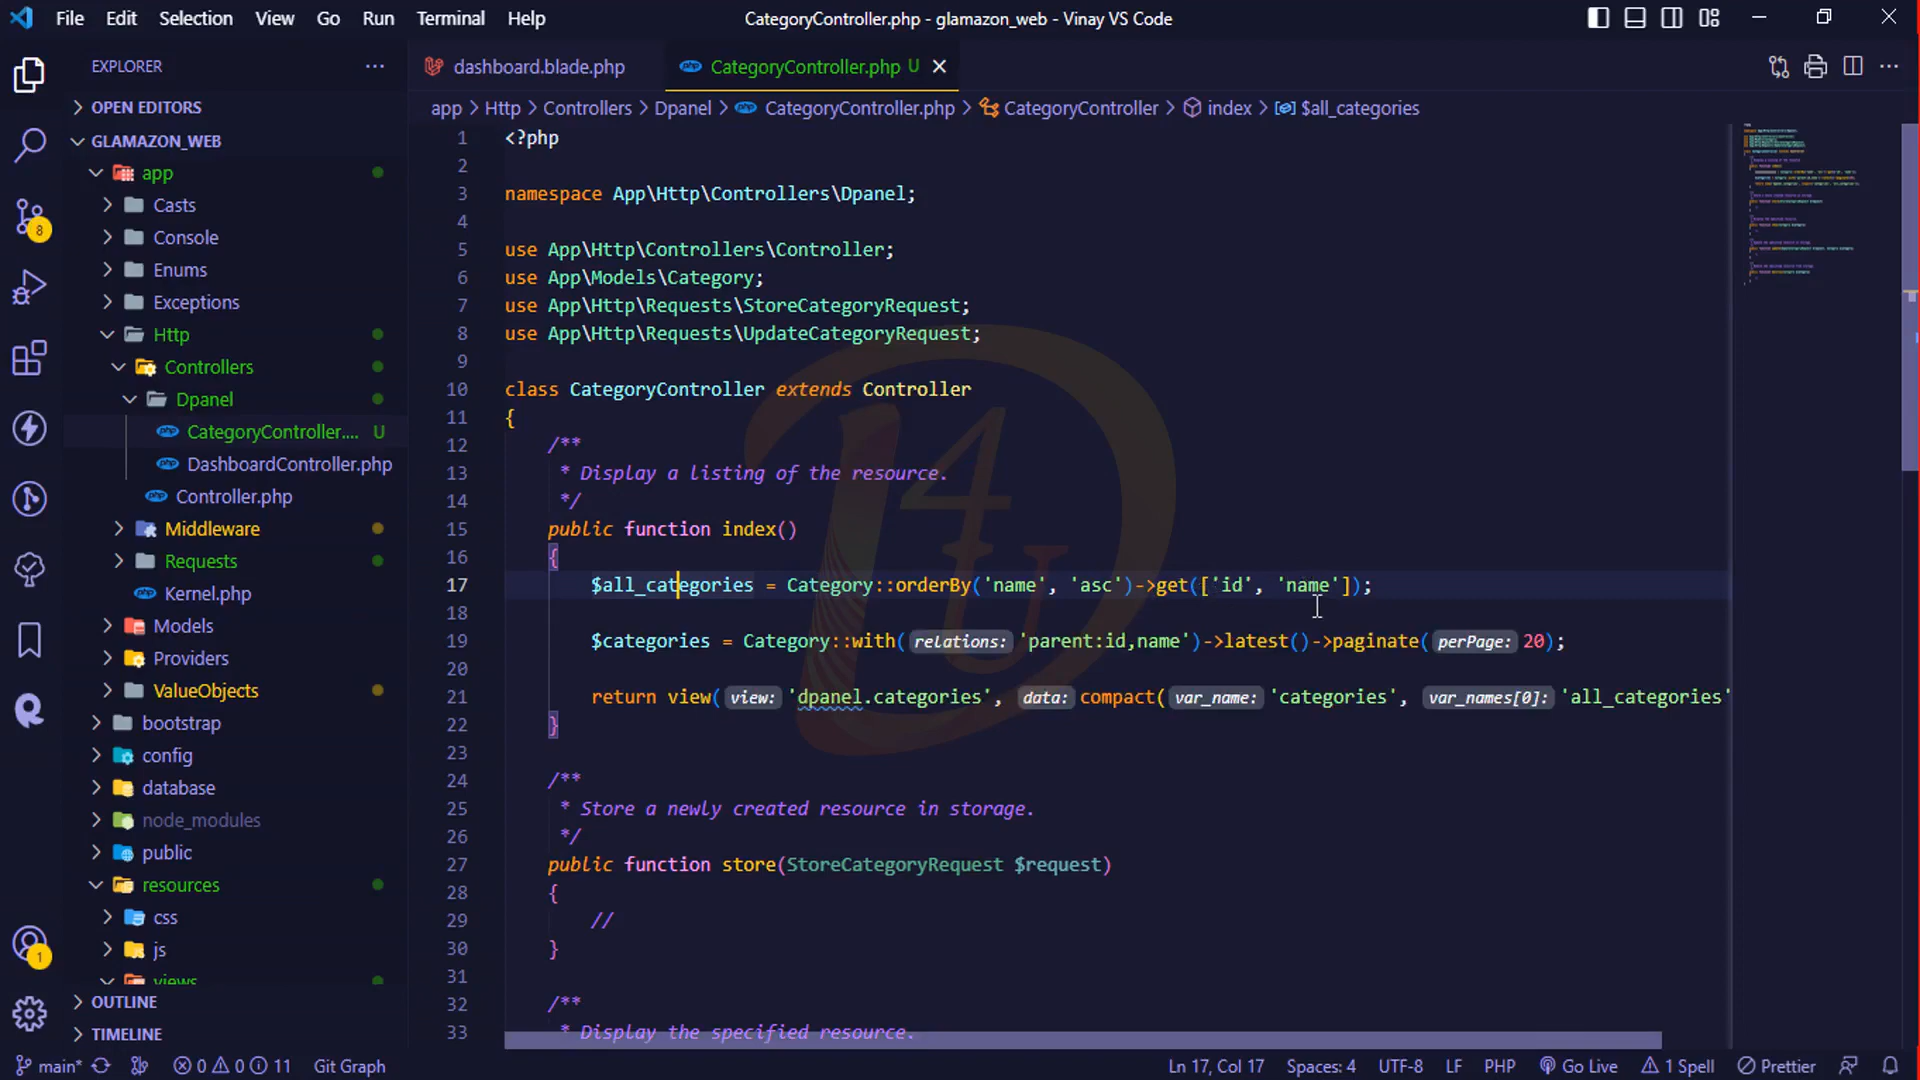 File Edit Selection View Go Run Terminal Help
CategoryController.php - glamazon_web - Vinay VS Code
EXPLORER
OPEN EDITORS
GLAMAZON_WEB
app
Casts
Console
Enums
Exceptions
Http
Controllers
Dpanel
CategoryController.... U
DashboardController.php
Controller.php
Middleware
Requests
Kernel.php
Models
Providers
ValueObjects
bootstrap
config
database
node_modules
public
resources
css
js
views
OUTLINE
TIMELINE
8
1
dashboard.blade.php
CategoryController.php U
app > Http > Controllers > Dpanel > CategoryController.php > CategoryController > index > $all_categories
1 <?php
2
3 namespace App\Http\Controllers\Dpanel;
4
5 use App\Http\Controllers\Controller;
6 use App\Models\Category;
7 use App\Http\Requests\StoreCategoryRequest;
8 use App\Http\Requests\UpdateCategoryRequest;
9
10 class CategoryController extends Controller
11 {
12 /**
13 * Display a listing of the resource.
14 */
15 public function index()
16 {
17 $all_categories = Category::orderBy('name', 'asc')->get(['id', 'name']);
18
19 $categories = Category::with(relations: 'parent:id,name')->latest()->paginate(perPage: 20);
20
21 return view(view: 'dpanel.categories', data: compact(var_name: 'categories', var_names[0]: 'all_categories'
22 }
23
24 /**
25 * Store a newly created resource in storage.
26 */
27 public function store(StoreCategoryRequest $request)
28 {
29 //
30 }
31
32 /**
33 * Display the specified resource.
main* 0 0 11 Git Graph
Ln 17, Col 17 Spaces: 4 UTF-8 LF PHP Go Live 1 Spell Prettier